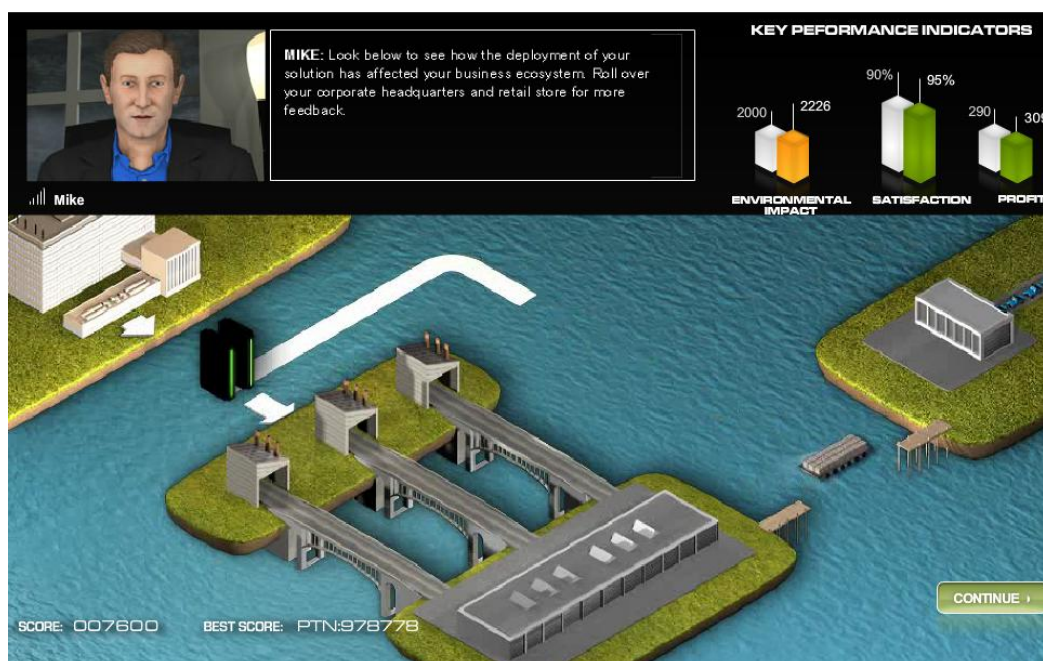 KEY PEFORMANCE INDICATORS
MIKE: Look below to see how the deployment of your
solution has affected your business ecosystem. Roll over
your corporate headquarters and retail store for more
feedback.
Mike
2000 2226
90% 95%
290 309
ENVIRONMENTAL
IMPACT
SATISFACTION
PROFIT
CONTINUE ›
SCORE: 007600
BEST SCORE: PTN:978778